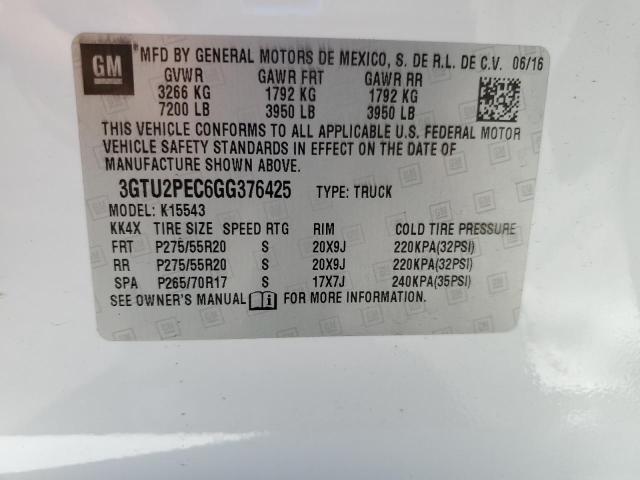 GM
MFD BY GENERAL MOTORS DE MEXICO, S. DE R.L. DE C.V. 06/16
GVWR GAWR FRT GAWR RR
3266 KG 1792 KG 1792 KG
7200 LB 3950 LB 3950 LB
THIS VEHICLE CONFORMS TO ALL APPLICABLE U.S. FEDERAL MOTOR
VEHICLE SAFETY STANDARDS IN EFFECT ON THE DATE OF
MANUFACTURE SHOWN ABOVE.
3GTU2PEC6GG376425 TYPE: TRUCK
MODEL: K15543
KK4X TIRE SIZE SPEED RTG RIM COLD TIRE PRESSURE
FRT P275/55R20 S 20X9J 220KPA(32PSI)
RR P275/55R20 S 20X9J 220KPA(32PSI)
SPA P265/70R17 S 17X7J 240KPA(35PSI)
SEE OWNER'S MANUAL FOR MORE INFORMATION.